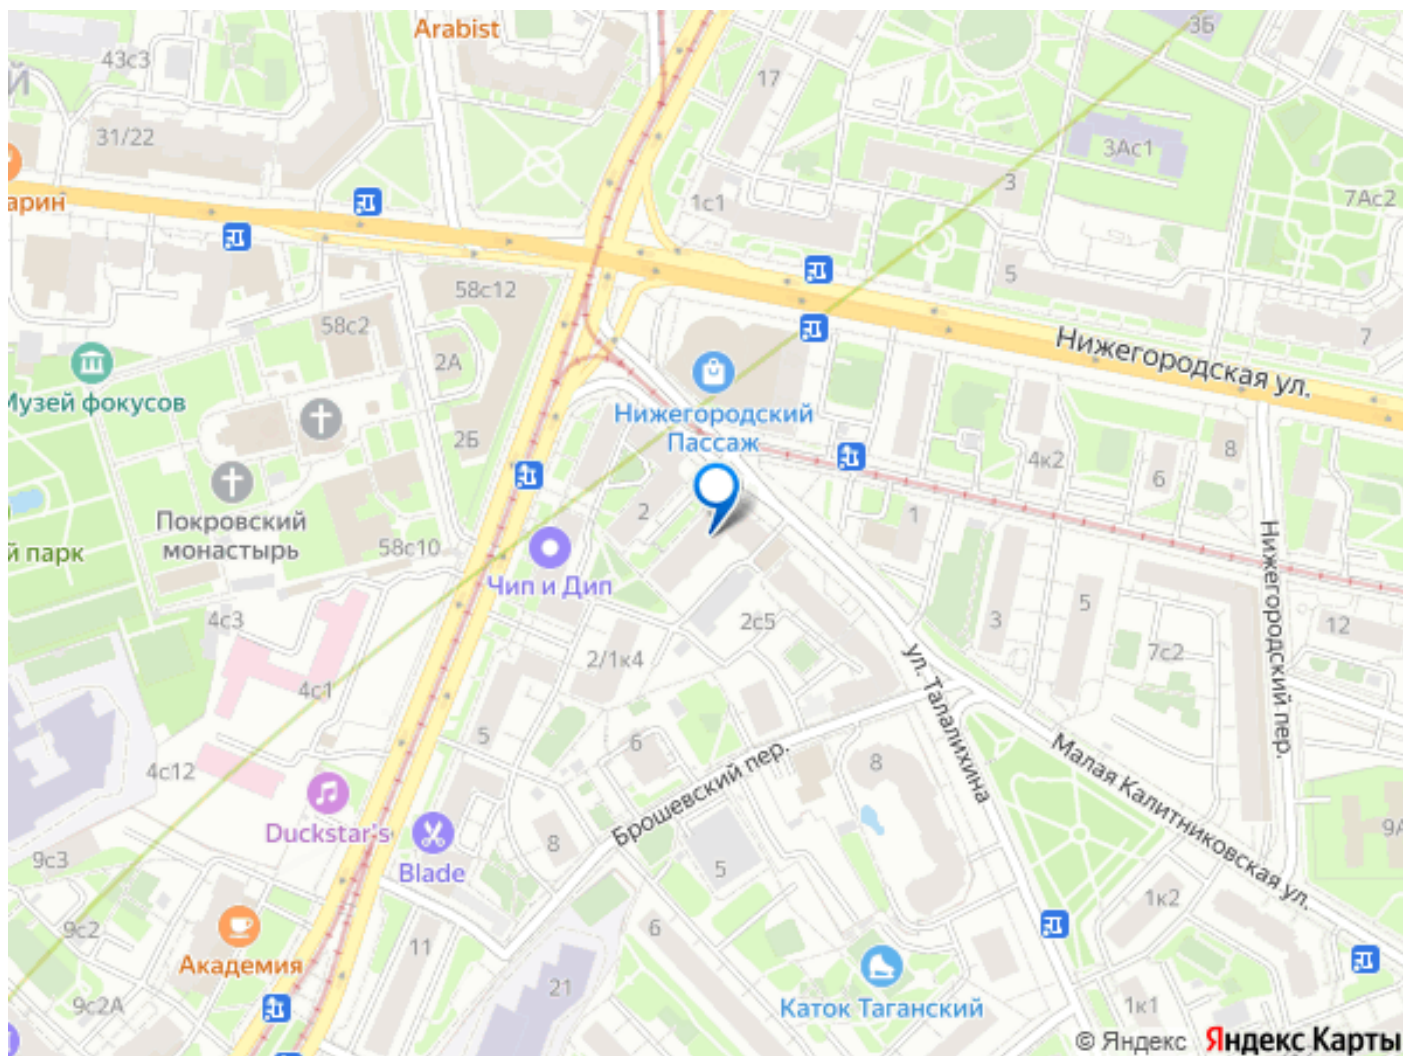 Arabist
3Б
43с3
ЫЙ
17
31/22
3Ас1
3
7Ас2
арин
1с1
5
58с12
58с2
7
Нижегородская ул.
2А
Музей фокусов
Нижегородский
Пассаж
2Б
8
4к2
6
Покровский
монастырь
2
1
58с10
й парк
Чип и Дип
Нижегородский пер.
4с3
2с5
3
5
12
2/1к4
7с2
4с1
ул. Талалихина
5
6
Брошевский пер.
8
4с12
Малая Калитниковская ул.
Duckstar's
9А
8
9с3
Blade
5
1к2
9с2
6
11
Академия
21
Каток Таганский
9с2А
1к1
© Яндекс Яндекс Карты